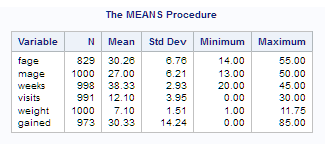 The MEANS Procedure
Variable N Mean Std Dev Minimum Maximum
fage 829 30.26 6.76 14.00 55.00
mage 1000 27.00 6.21 13.00 50.00
weeks 998 38.33 2.93 20.00 45.00
visits 991 12.10 3.95 0.00 30.00
weight 1000 7.10 1.51 1.00 11.75
gained 973 30.33 14.24 0.00 85.00